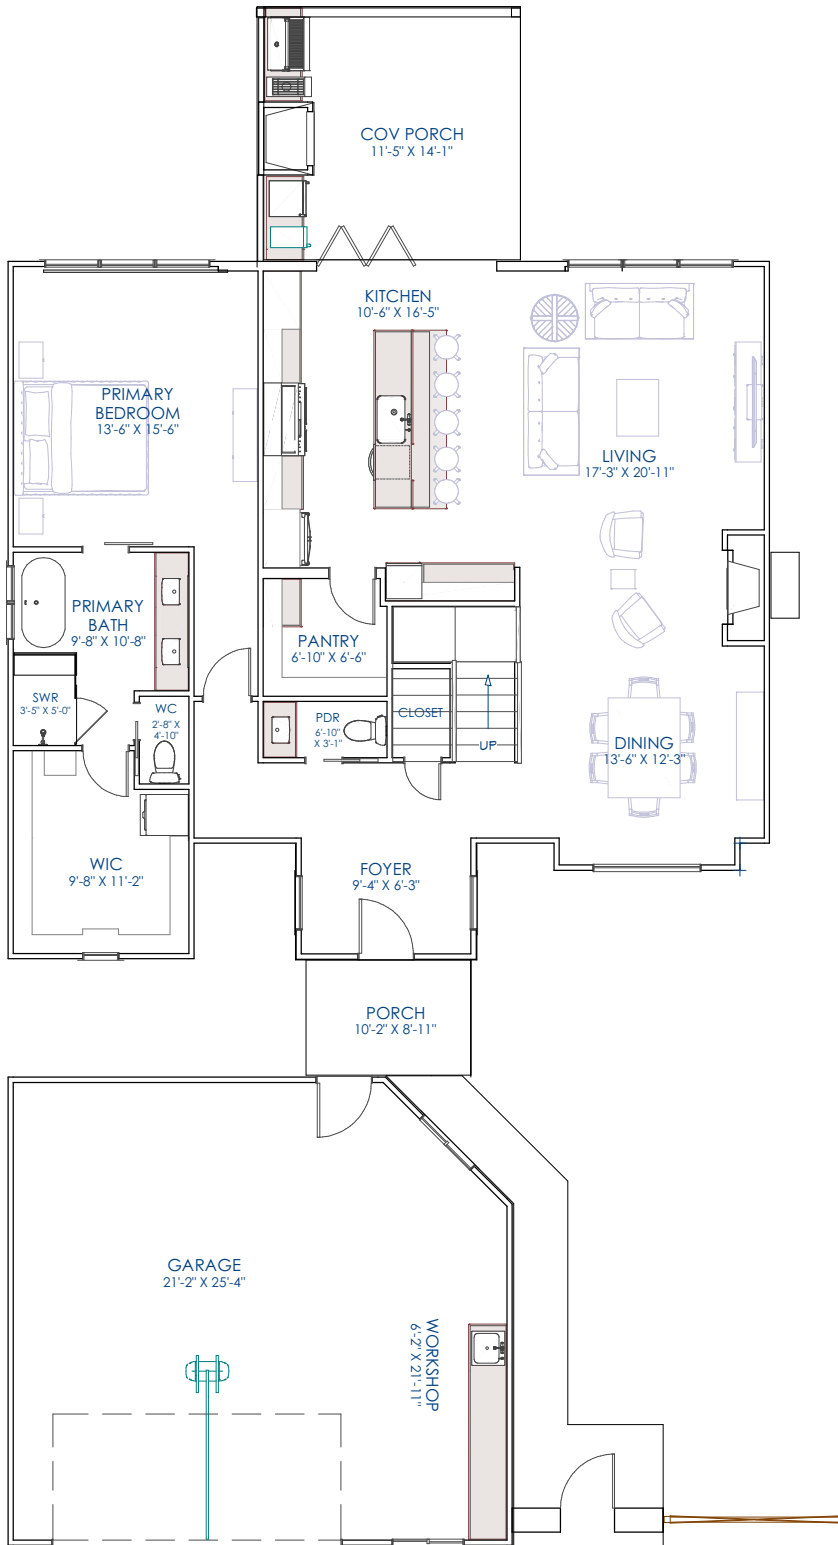 COV PORCH
11'-5" X 14'-1"
KITCHEN
10'-6" X 16'-5"
PRIMARY
BEDROOM
13'-6" X 15'-6"
LIVING
17'-3" X 20'-11"
PRIMARY
BATH
9'-8" X 10'-8"
PANTRY
6'-10" X 6'-6"
SWR
3'-5" X 5'-0"
WC
2'-8" X
4'-10"
PDR
6'-10"
X 3'-1"
CLOSET
UP
DINING
13'-6" X 12'-3"
WIC
9'-8" X 11'-2"
FOYER
9'-4" X 6'-3"
PORCH
10'-2" X 8'-11"
GARAGE
21'-2" X 25'-4"
WORKSHOP
6'-2" X 21'-11"